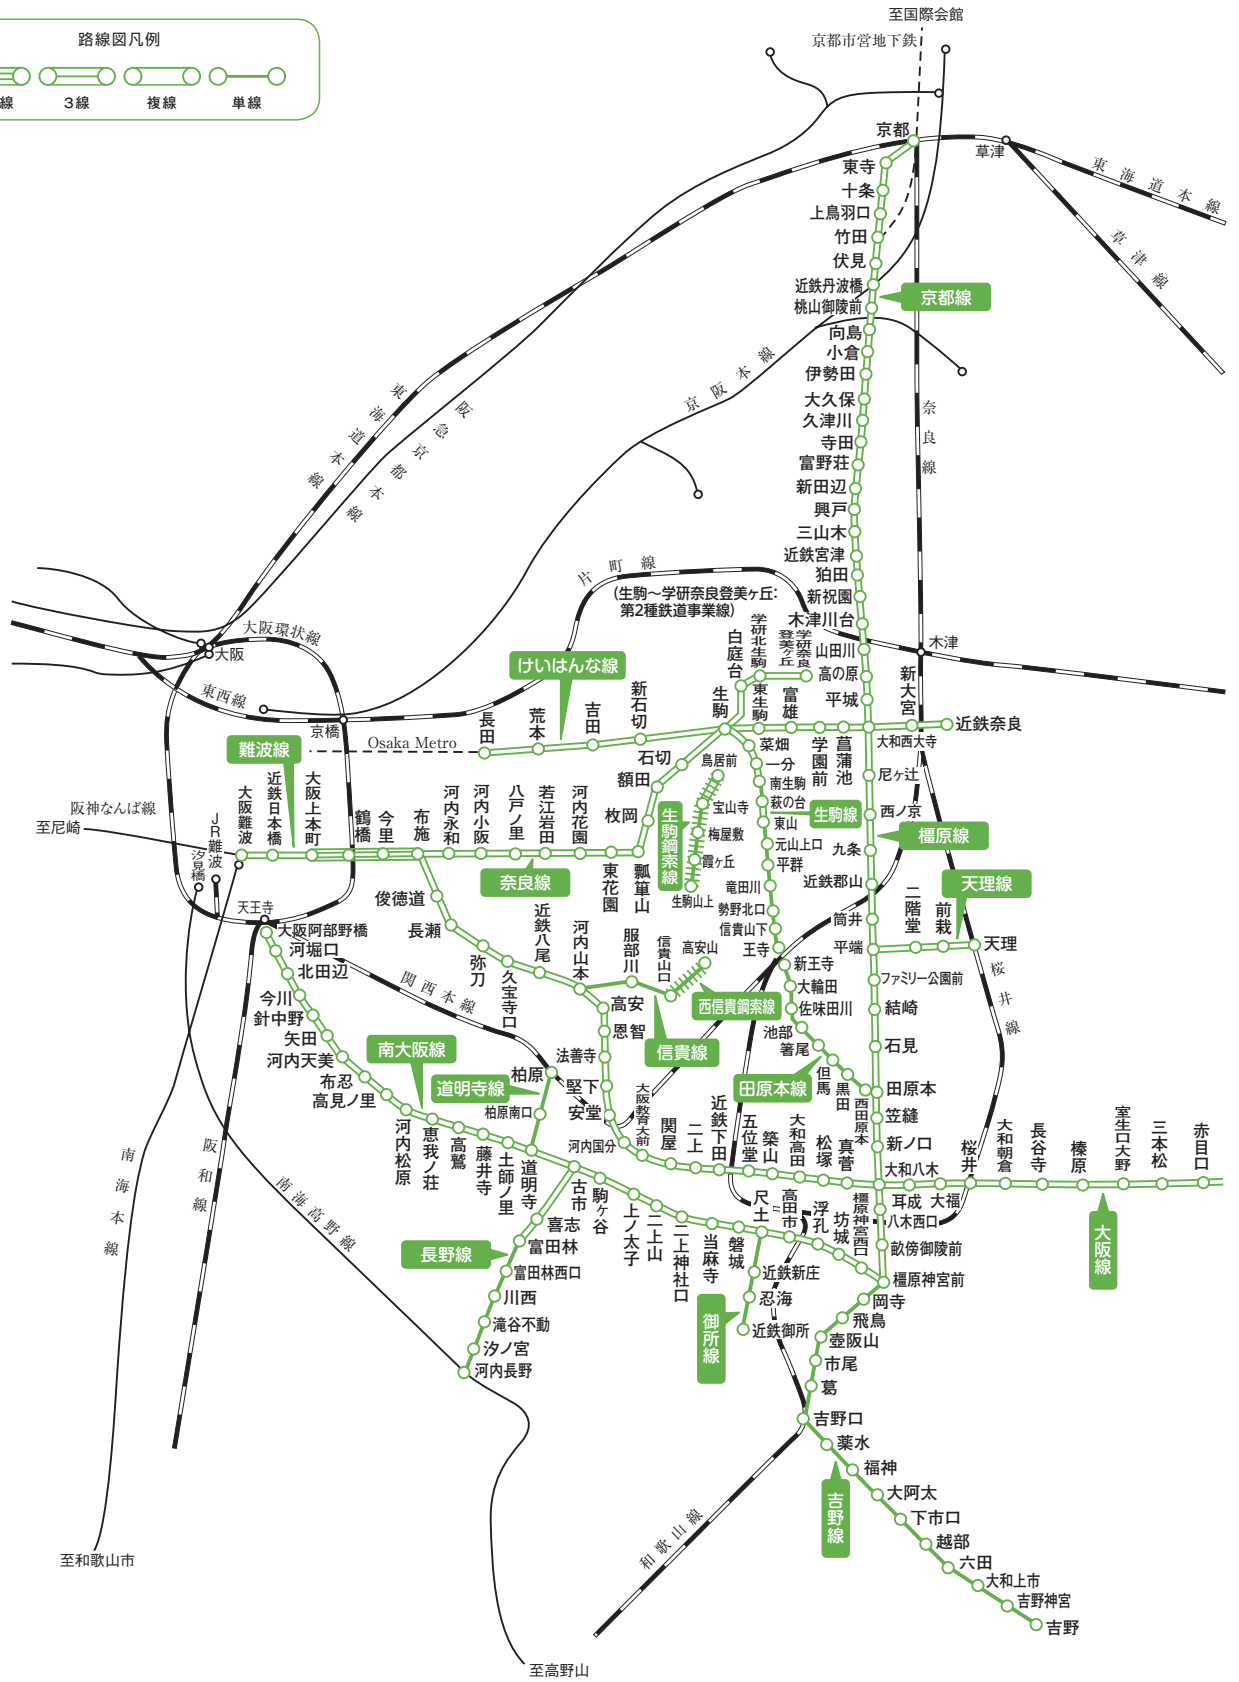 路線図凡例
線
3線
複線
単線
至国際会館
京都市営地下鉄
京都
草津
東海道本線
草津線
東寺
十条
上鳥羽口
竹田
伏見
近鉄丹波橋
京都線
桃山御陵前
向島
小倉
伊勢田
大久保
久津川
寺田
富野荘
新田辺
興戸
三山木
近鉄宮津
狛田
新祝園
木津川台
山田川
高の原
平城
奈良線
木津
東海道本線
阪急京都本線
京阪本線
片町線
(生駒~学研奈良登美ヶ丘:
第2種鉄道事業線)
大阪環状線
大阪
東西線
京橋
けいはんな線
Osaka Metro
長田
荒本
吉田
新石切
生駒
白庭台
学研北生駒
学研奈良
登美ヶ丘
東生駒
富雄
学園前
菖蒲池
大和西大寺
新大宮
近鉄奈良
石切
額田
枚岡
瓢箪山
東花園
河内花園
若江岩田
八戸ノ里
河内小阪
河内永和
布施
今里
鶴橋
大阪上本町
近鉄日本橋
大阪難波
難波線
奈良線
阪神なんば線
至尼崎
JR難波
汐見橋
天王寺
鳥居前
宝山寺
梅屋敷
霞ヶ丘
生駒山上
生駒鋼索線
菜畑
一分
南生駒
萩の台
東山
元山上口
平群
竜田川
勢野北口
信貴山下
王寺
生駒線
尼ヶ辻
西ノ京
九条
近鉄郡山
筒井
平端
ファミリー公園前
結崎
石見
田原本
笠縫
新ノ口
大和八木
八木西口
畝傍御陵前
橿原神宮前
橿原線
天理線
二階堂
前栽
天理
桜井線
新王寺
大輪田
佐味田川
池部
箸尾
但馬
黒田
西田原本
田原本線
俊徳道
長瀬
弥刀
久宝寺口
近鉄八尾
河内山本
高安
恩智
法善寺
堅下
安堂
河内国分
大阪教育大前
関屋
二上
近鉄下田
五位堂
築山
大和高田
松塚
真菅
耳成
大福
桜井
大和朝倉
長谷寺
榛原
室生口大野
三本松
赤目口
大阪線
服部川
信貴山口
高安山
西信貴鋼索線
信貴線
関西本線
大阪阿部野橋
河堀口
北田辺
今川
針中野
矢田
河内天美
布忍
高見ノ里
河内松原
恵我ノ荘
高鷲
藤井寺
土師ノ里
道明寺
古市
駒ヶ谷
上ノ太子
二上山
二上神社口
当麻寺
磐城
尺土
高田市
浮孔
坊城
橿原神宮西口
南大阪線
道明寺線
柏原
柏原南口
喜志
富田林
富田林西口
川西
滝谷不動
汐ノ宮
河内長野
長野線
近鉄新庄
忍海
近鉄御所
御所線
岡寺
飛鳥
壺阪山
市尾
葛
吉野口
薬水
福神
大阿太
下市口
越部
六田
大和上市
吉野神宮
吉野
吉野線
和歌山線
南海本線
阪和線
南海高野線
至和歌山市
至高野山